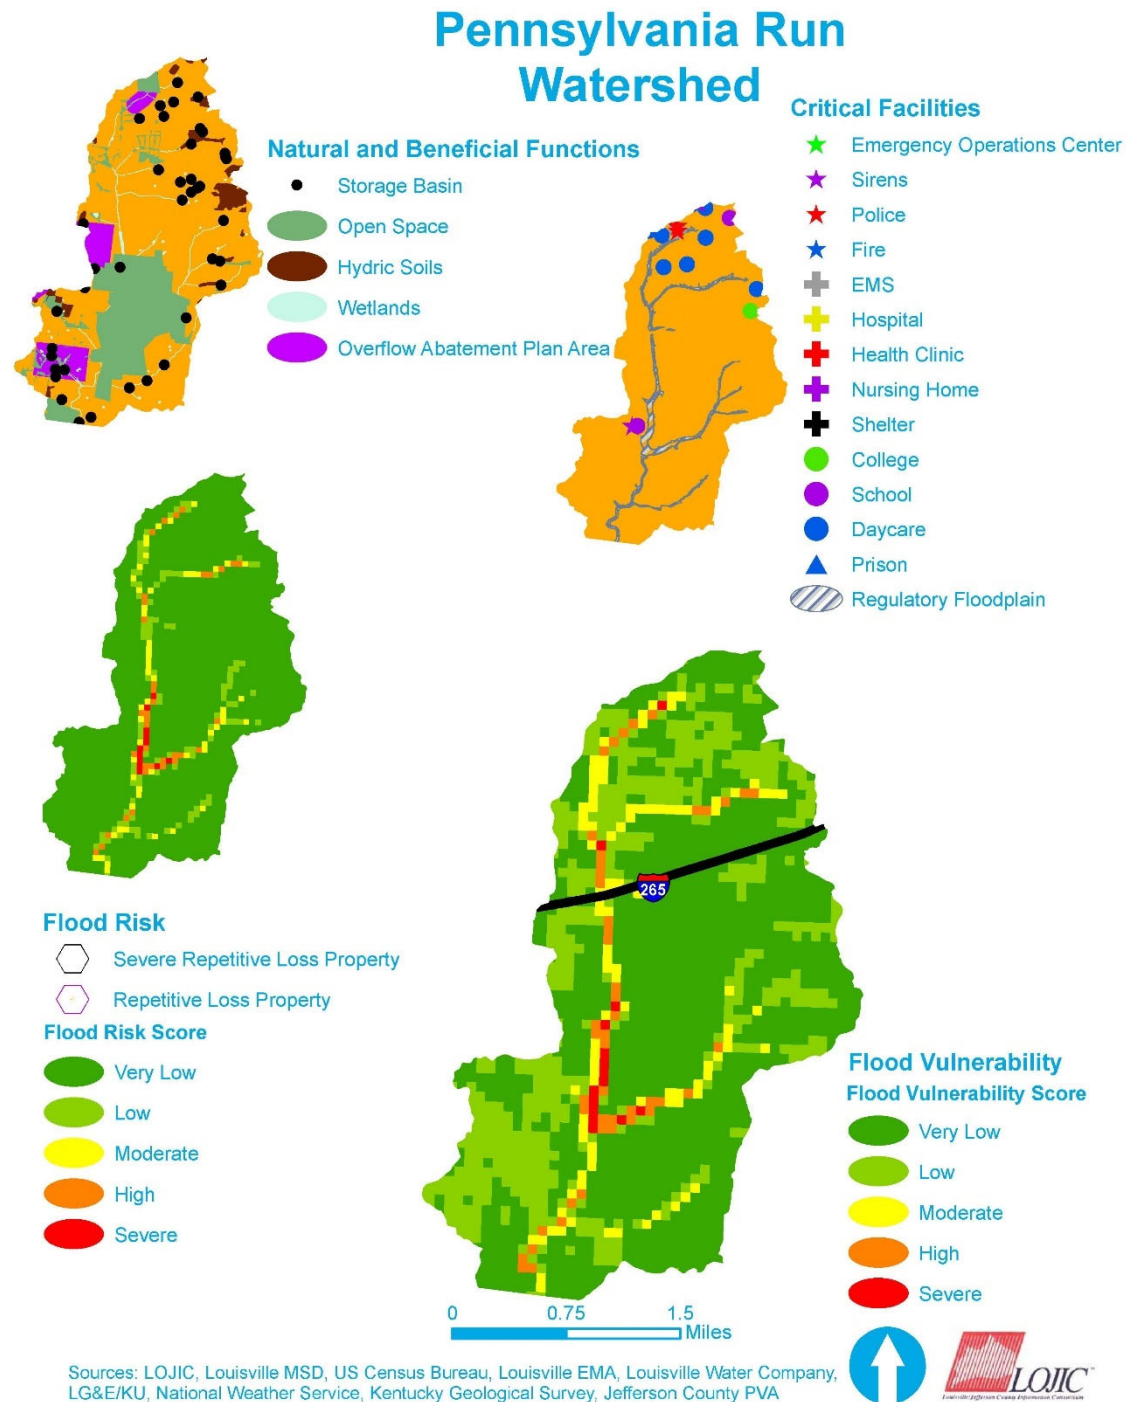 Pennsylvania Run
Watershed
Natural and Beneficial Functions
Storage Basin
Open Space
Hydric Soils
Wetlands
Overflow Abatement Plan Area
Critical Facilities
Emergency Operations Center
Sirens
Police
Fire
EMS
Hospital
Health Clinic
Nursing Home
Shelter
College
School
Daycare
Prison
Regulatory Floodplain
Flood Risk
Severe Repetitive Loss Property
Repetitive Loss Property
Flood Risk Score
Very Low
Low
Moderate
High
Severe
265
Flood Vulnerability
Flood Vulnerability Score
Very Low
Low
Moderate
High
Severe
0 0.75 1.5
Miles
Sources: LOJIC, Louisville MSD, US Census Bureau, Louisville EMA, Louisville Water Company,
LG&E/KU, National Weather Service, Kentucky Geological Survey, Jefferson County PVA
LOJIC
Louisville/Jefferson County Information Consortium